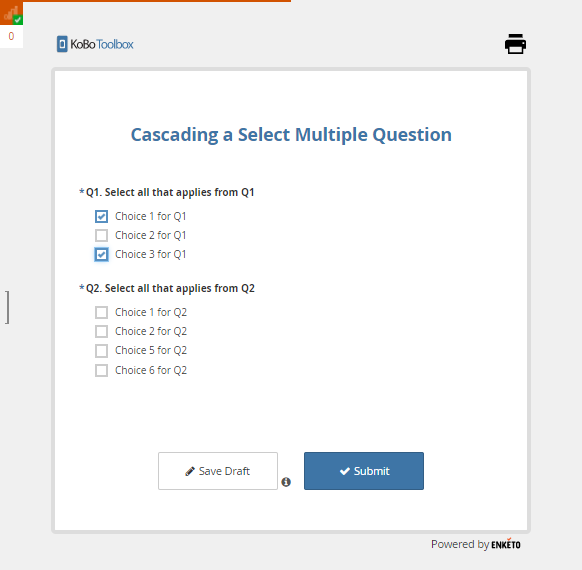 0
KoBo Toolbox
Cascading a Select Multiple Question
*Q1. Select all that applies from Q1
Choice 1 for Q1
Choice 2 for Q1
Choice 3 for Q1
*Q2. Select all that applies from Q2
Choice 1 for Q2
Choice 2 for Q2
Choice 5 for Q2
Choice 6 for Q2
Save Draft
Submit
Powered by ENKETO